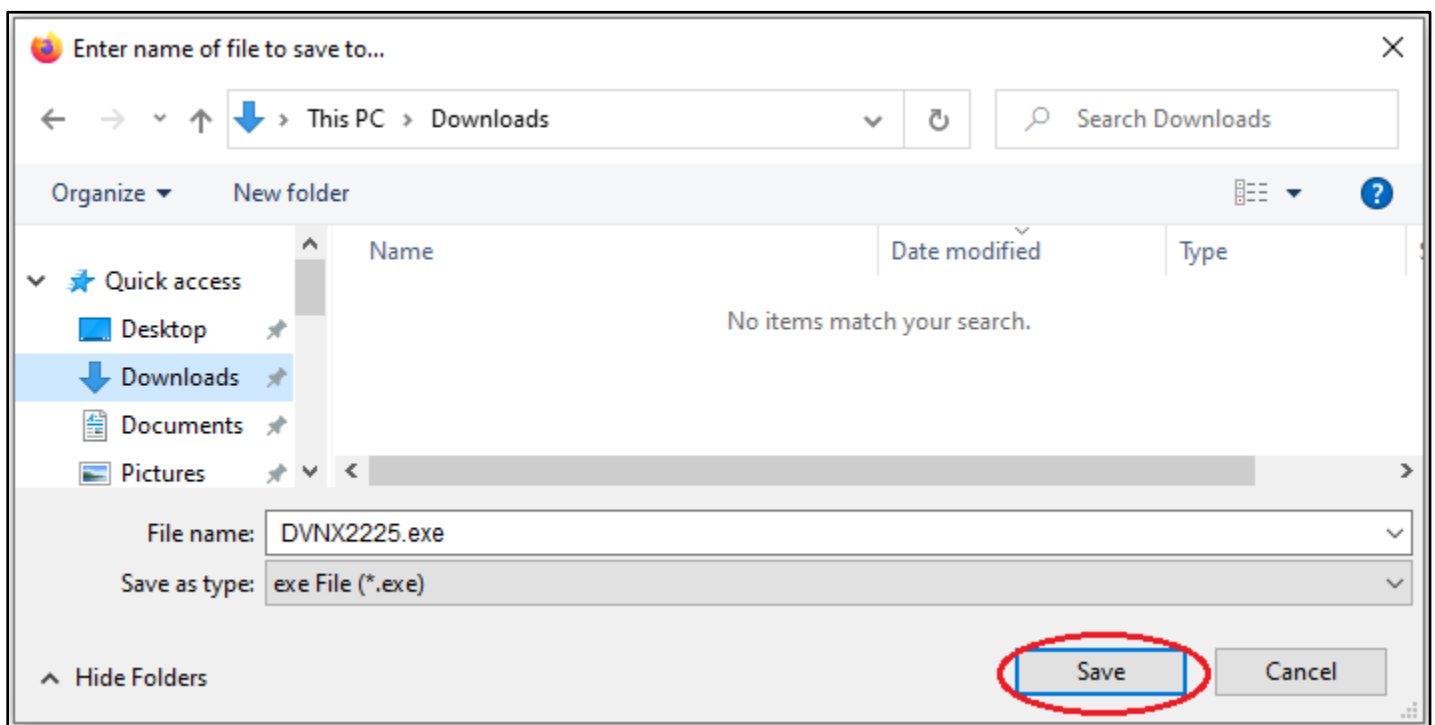 Enter name of file to save to...
This PC > Downloads
Search Downloads
Organize
New folder
?
Name
Date modified
Type
Quick access
Desktop
Downloads
Documents
Pictures
No items match your search.
File name: DVNX2225.exe
Save as type: exe File (*.exe)
Hide Folders
Save
Cancel